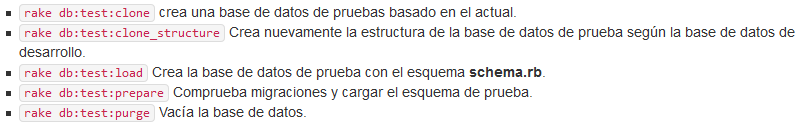 rake db:test:clone crea una base de datos de pruebas basado en el actual.
rake db:test:clone_structure Crea nuevamente la estructura de la base de datos de prueba según la base de datos de
desarrollo.
rake db:test:load Crea la base de datos de prueba con el esquema schema.rb.
rake db:test:prepare Comprueba migraciones y cargar el esquema de prueba.
rake db:test:purge Vacía la base de datos.